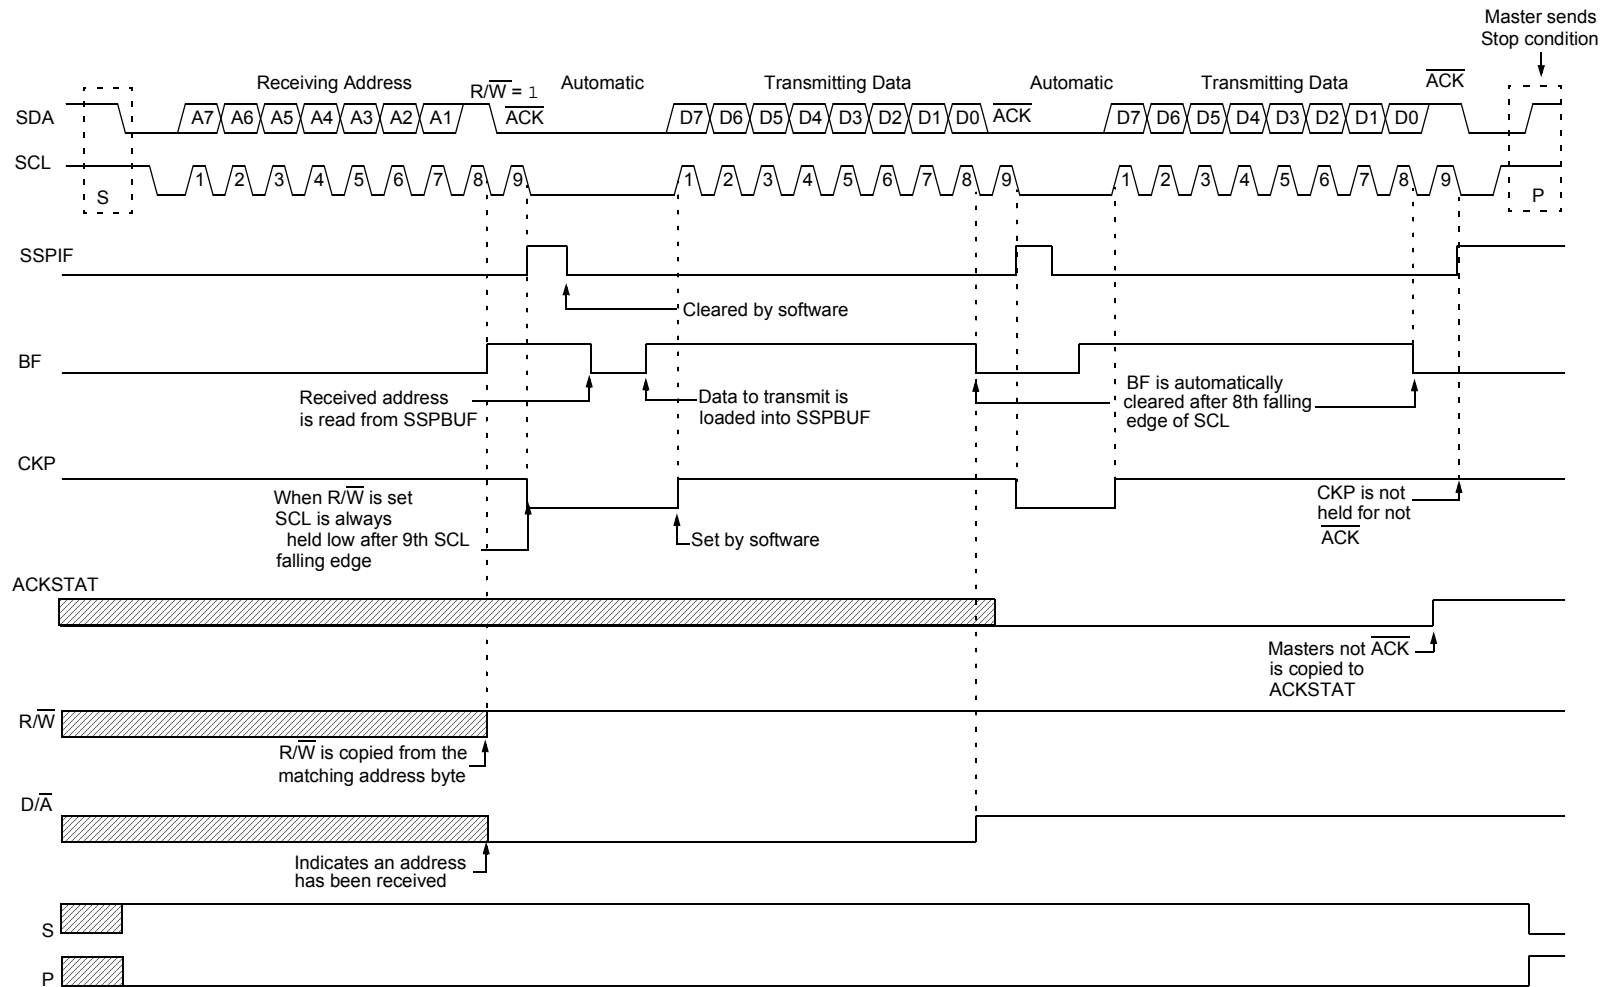 Master sends
Stop condition
Receiving Address
R/W̅ = 1
Automatic
Transmitting Data
Automatic
Transmitting Data
A̅C̅K̅
SDA
A7 A6 A5 A4 A3 A2 A1
A̅C̅K̅
D7 D6 D5 D4 D3 D2 D1 D0
A̅C̅K̅
D7 D6 D5 D4 D3 D2 D1 D0
SCL
S
1 2 3 4 5 6 7 8 9
1 2 3 4 5 6 7 8 9
1 2 3 4 5 6 7 8 9
P
SSPIF
Cleared by software
BF
Received address
is read from SSPBUF
Data to transmit is
loaded into SSPBUF
BF is automatically
cleared after 8th falling
edge of SCL
CKP
When R/W̅ is set
SCL is always
held low after 9th SCL
falling edge
Set by software
CKP is not
held for not
A̅C̅K̅
ACKSTAT
Masters not A̅C̅K̅
is copied to
ACKSTAT
R/W̅
R/W̅ is copied from the
matching address byte
D/A̅
Indicates an address
has been received
S
P